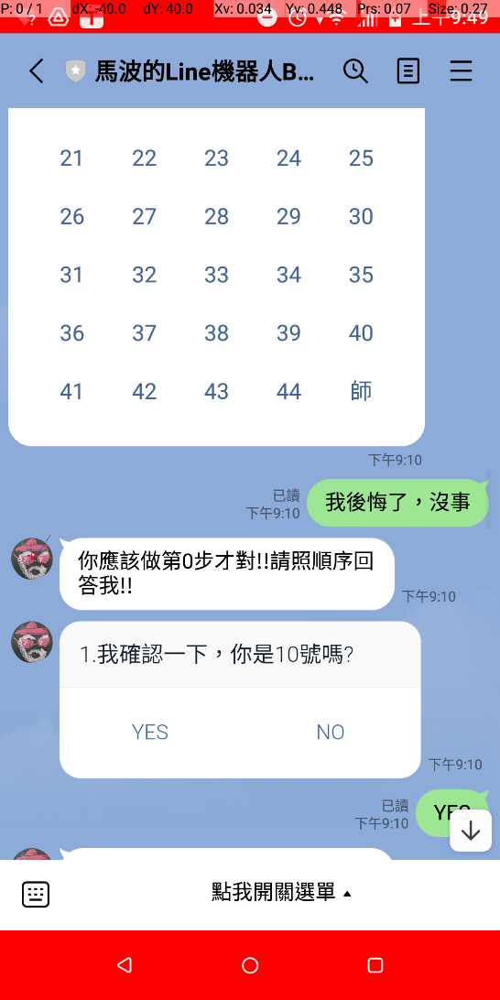 P: 0 / 1 dX: -40.0 dY: 40.0 Xv: 0.034 Yv: 0.448 Prs: 0.07 Size: 0.27
上午9:49
馬波的Line機器人B...
21 22 23 24 25
26 27 28 29 30
31 32 33 34 35
36 37 38 39 40
41 42 43 44 師
下午9:10
已讀
下午9:10
我後悔了，沒事
你應該做第0步才對!!請照順序回
答我!!
下午9:10
1.我確認一下，你是10號嗎?
YES NO
下午9:10
已讀
下午9:10
YES
點我開關選單